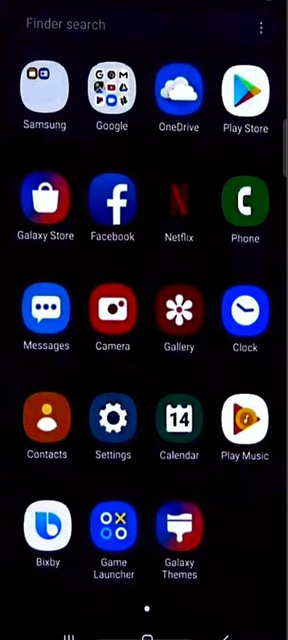 Finder search
Samsung
Google
OneDrive
Play Store
Galaxy Store
Facebook
Netflix
Phone
Messages
Camera
Gallery
Clock
Contacts
Settings
14
Calendar
Play Music
Bixby
Game
Launcher
Galaxy
Themes